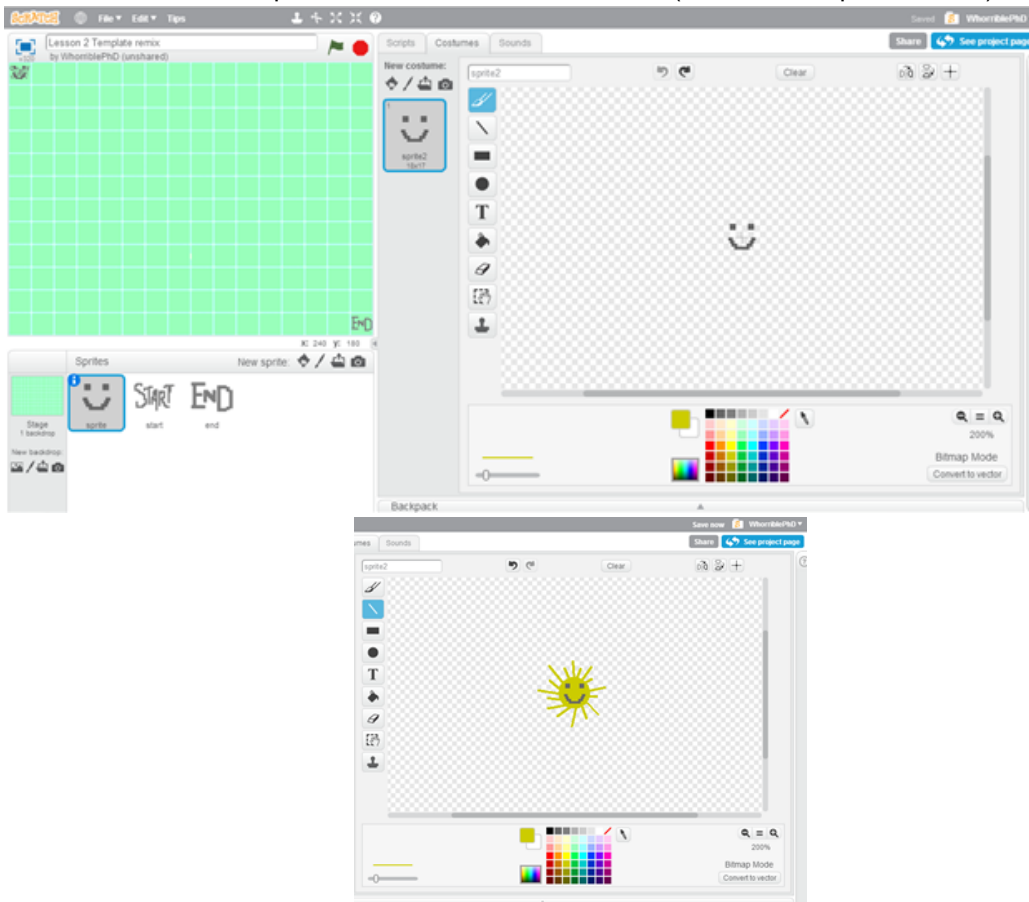 SCRATCH File▼ Edit▼ Tips Saved WhorriblePhD
Lesson 2 Template remix
by WhorriblePhD (unshared)
Scripts Costumes Sounds
Share See project page
New costume:
sprite2
Clear
1
sprite2
T
END
X: 240 y: 180
Sprites New sprite:
START END
Stage
1 backdrop
sprite start end
New backdrop:
200%
Bitmap Mode
Convert to vector
Backpack
Save now WhorriblePhD▼
Sounds
Share See project page
sprite2
Clear
T
200%
Bitmap Mode
Convert to vector